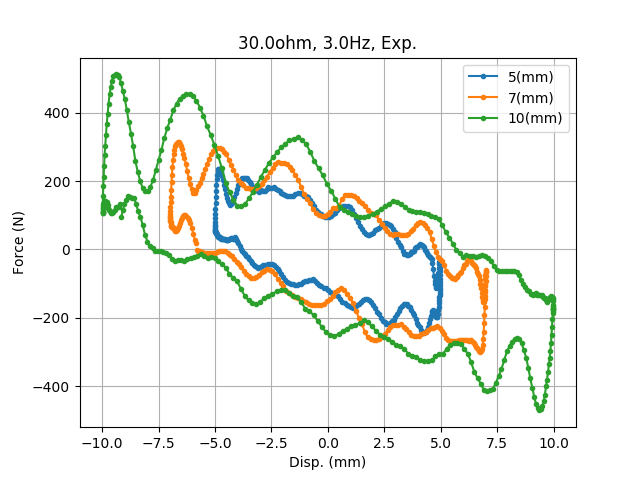 30.0ohm, 3.0Hz, Exp.
5(mm)
7(mm)
10(mm)
Force (N)
400
200
0
−200
−400
−10.0 −7.5 −5.0 −2.5 0.0 2.5 5.0 7.5 10.0
Disp. (mm)